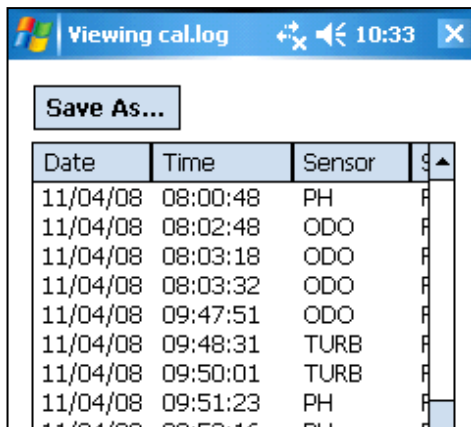 Viewing cal.log 10:33
Save As...
Date Time Sensor
11/04/08 08:00:48 PH
11/04/08 08:02:48 ODO
11/04/08 08:03:18 ODO
11/04/08 08:03:32 ODO
11/04/08 09:47:51 ODO
11/04/08 09:48:31 TURB
11/04/08 09:50:01 TURB
11/04/08 09:51:23 PH